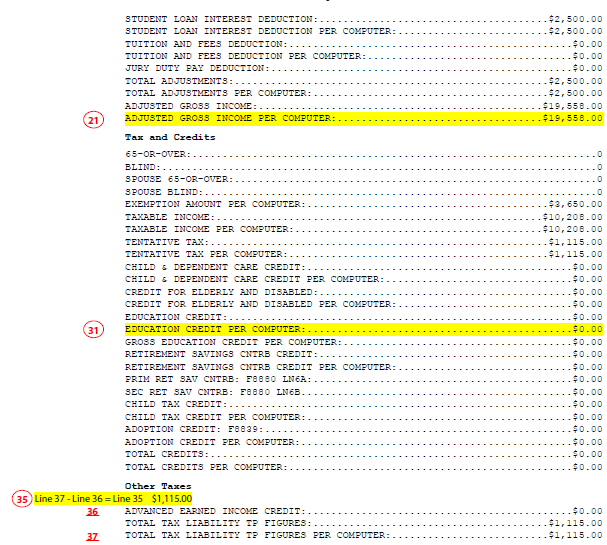 STUDENT LOAN INTEREST DEDUCTION:...$2,500.00
STUDENT LOAN INTEREST DEDUCTION PER COMPUTER:...$2,500.00
TUITION AND FEES DEDUCTION:...$0.00
TUITION AND FEES DEDUCTION PER COMPUTER:...$0.00
JURY DUTY PAY DEDUCTION:...$0.00
TOTAL ADJUSTMENTS:...$2,500.00
TOTAL ADJUSTMENTS PER COMPUTER:...$2,500.00
ADJUSTED GROSS INCOME:...$19,558.00
21 ADJUSTED GROSS INCOME PER COMPUTER:...$19,558.00
Tax and Credits
65-OR-OVER:...0
BLIND:...0
SPOUSE 65-OR-OVER:...0
SPOUSE BLIND:...0
EXEMPTION AMOUNT PER COMPUTER:...$3,650.00
TAXABLE INCOME:...$10,208.00
TAXABLE INCOME PER COMPUTER:...$10,208.00
TENTATIVE TAX:...$1,115.00
TENTATIVE TAX PER COMPUTER:...$1,115.00
CHILD & DEPENDENT CARE CREDIT:...$0.00
CHILD & DEPENDENT CARE CREDIT PER COMPUTER:...$0.00
CREDIT FOR ELDERLY AND DISABLED:...$0.00
CREDIT FOR ELDERLY AND DISABLED PER COMPUTER:...$0.00
EDUCATION CREDIT:...$0.00
31 EDUCATION CREDIT PER COMPUTER:...$0.00
GROSS EDUCATION CREDIT PER COMPUTER:...$0.00
RETIREMENT SAVINGS CNTRB CREDIT:...$0.00
RETIREMENT SAVINGS CNTRB CREDIT PER COMPUTER:...$0.00
PRIM RET SAV CNTRB: F8880 LN6A:...$0.00
SEC RET SAV CNTRB: F8880 LN6B...$0.00
CHILD TAX CREDIT:...$0.00
CHILD TAX CREDIT PER COMPUTER:...$0.00
ADOPTION CREDIT: F8839:...$0.00
ADOPTION CREDIT PER COMPUTER:...$0.00
TOTAL CREDITS:...$0.00
TOTAL CREDITS PER COMPUTER:...$0.00
Other Taxes
35 Line 37 - Line 36 = Line 35 $1,115.00
36 ADVANCED EARNED INCOME CREDIT:...$0.00
TOTAL TAX LIABILITY TP FIGURES:...$1,115.00
37 TOTAL TAX LIABILITY TP FIGURES PER COMPUTER:...$1,115.00